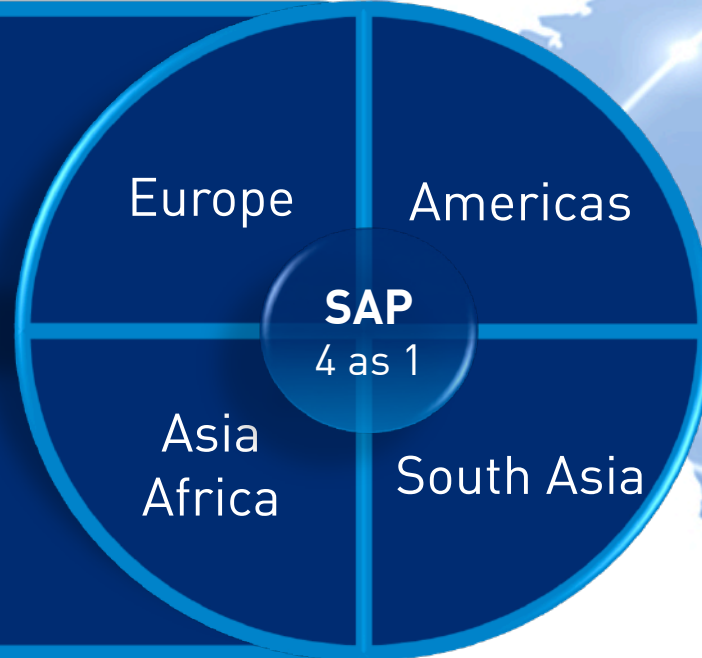 Europe
Americas
SAP
4 as 1
Asia
Africa
South Asia